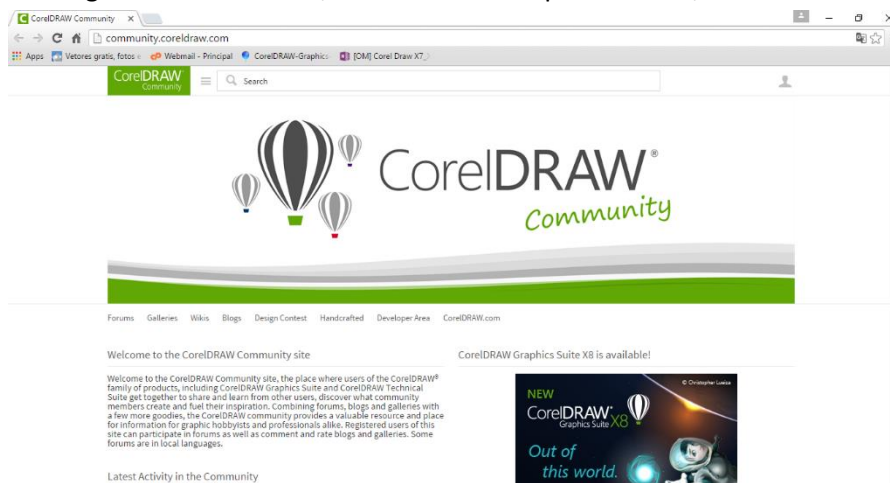 CorelDRAW Community
community.coreldraw.com
Apps Vetores gratis, fotos e Webmail - Principal CorelDRAW-Graphics- [DM] Corel Draw X7_
CorelDRAW
Community
Search
CorelDRAW®
Community
Forums Galleries Wikis Blogs Design Contest Handcrafted Developer Area CorelDRAW.com
Welcome to the CorelDRAW Community site
Welcome to the CorelDRAW Community site, the place where users of the CorelDRAW®
family of products, including CorelDRAW Graphics Suite and CorelDRAW Technical
Suite get together to share and learn from other users, discover what community
members create and fuel their inspiration. Combining forums, blogs and galleries with
a few more goodies, the CorelDRAW community provides a valuable resource and place
for information for graphic hobbyists and professionals alike. Registered users of this
site can participate in forums as well as comment and rate blogs and galleries. Some
forums are in local languages.
Latest Activity in the Community
CorelDRAW Graphics Suite X8 is available!
© Christopher Lueka
NEW
CorelDRAW®
Graphics Suite X8
Out of
this world.